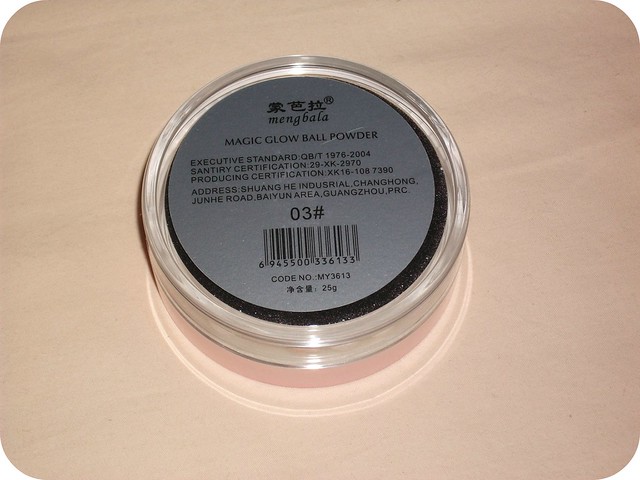 蒙芭拉®
mengbala
MAGIC GLOW BALL POWDER
EXECUTIVE STANDARD:QB/T 1976-2004
SANTIRY CERTIFICATION:29-XK-2970
PRODUCING CERTIFICATION:XK16-108 7390
ADDRESS:SHUANG HE INDUSRIAL,CHANGHONG,
JUNHE ROAD,BAIYUN AREA,GUANGZHOU,PRC.
03#
6 945500 336133
CODE NO.:MY3613
净含量：25g